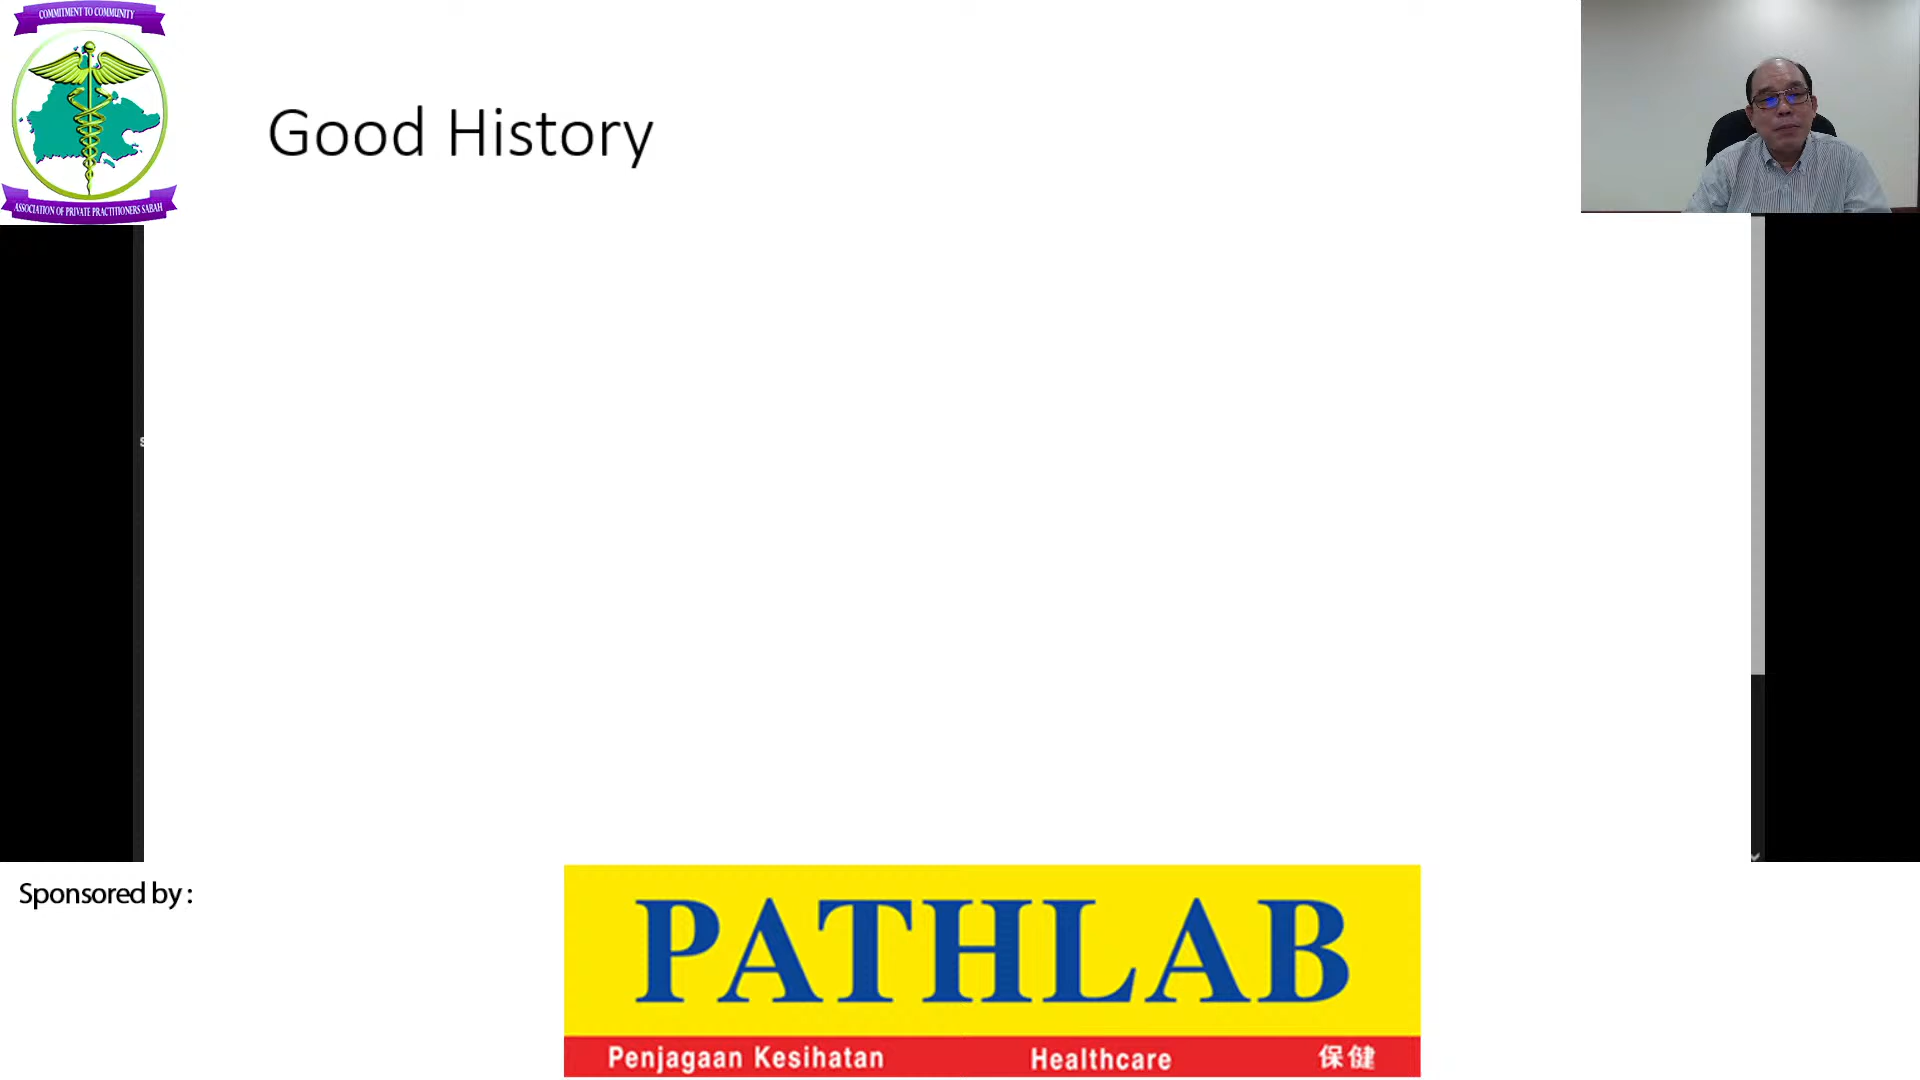 COMMITMENT TO COMMUNITY
Good History
ASSOCIATION OF PRIVATE PRACTITIONERS SABAH
s
Sponsored by :
PATHLAB
Penjagaan Kesihatan Healthcare 保健